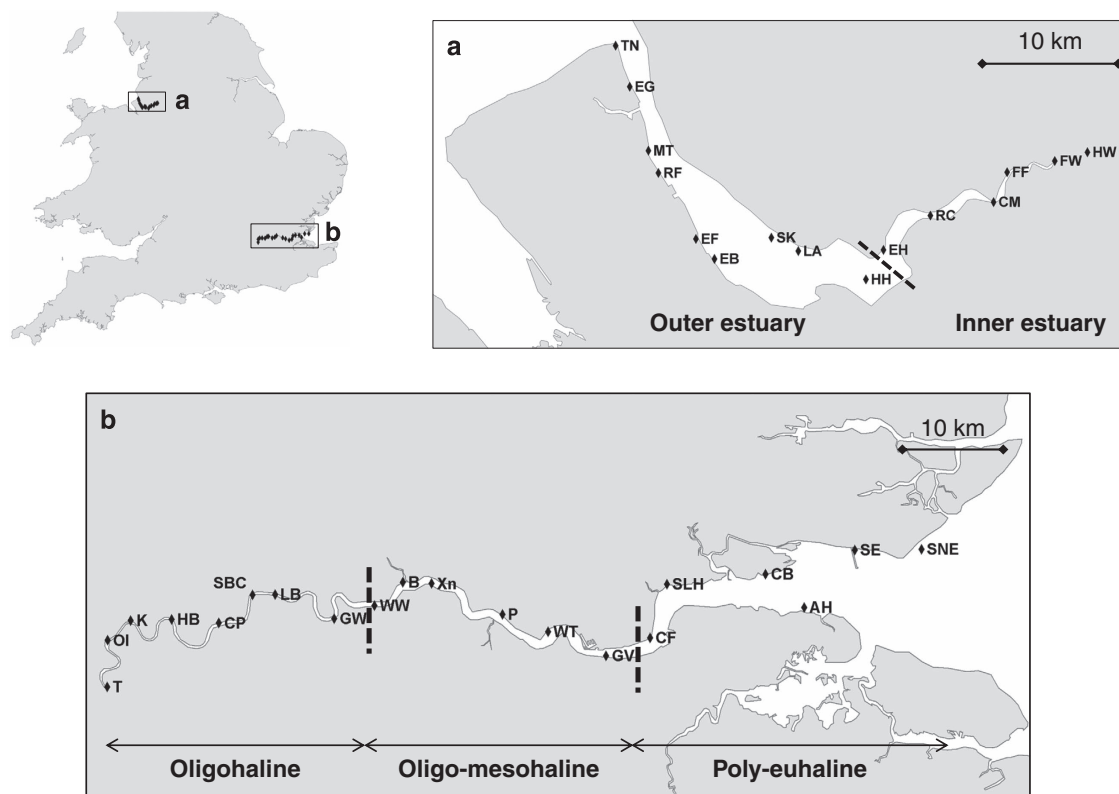 a
b
a
10 km
TN
EG
MT
RF
EF
EB
SK
LA
HH
EH
RC
CM
FF
FW
HW
Outer estuary
Inner estuary
b
10 km
T
OI
K
HB
CP
SBC
LB
GW
WW
B
Xn
P
WT
GV
CF
SLH
CB
AH
SE
SNE
Oligohaline
Oligo-mesohaline
Poly-euhaline